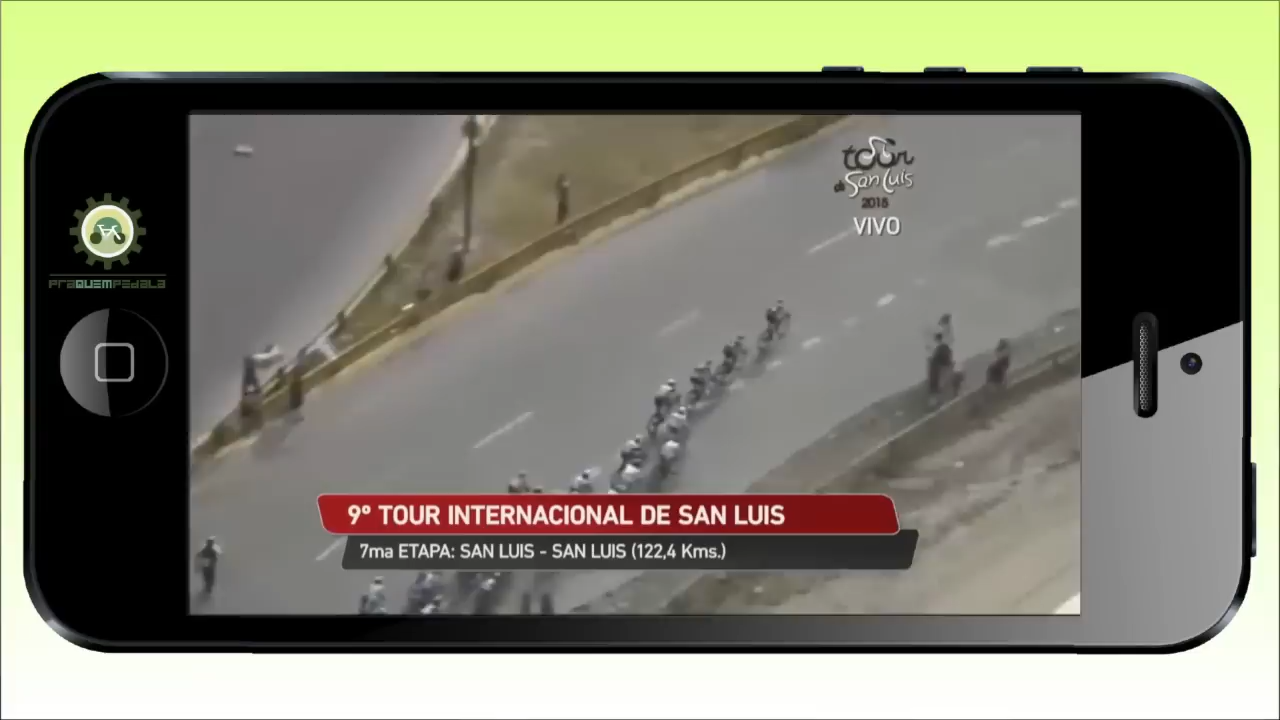 tour
de San Luis
2015
VIVO
PRAQUEMPEDALA
9º TOUR INTERNACIONAL DE SAN LUIS
7ma ETAPA: SAN LUIS - SAN LUIS (122,4 Kms.)